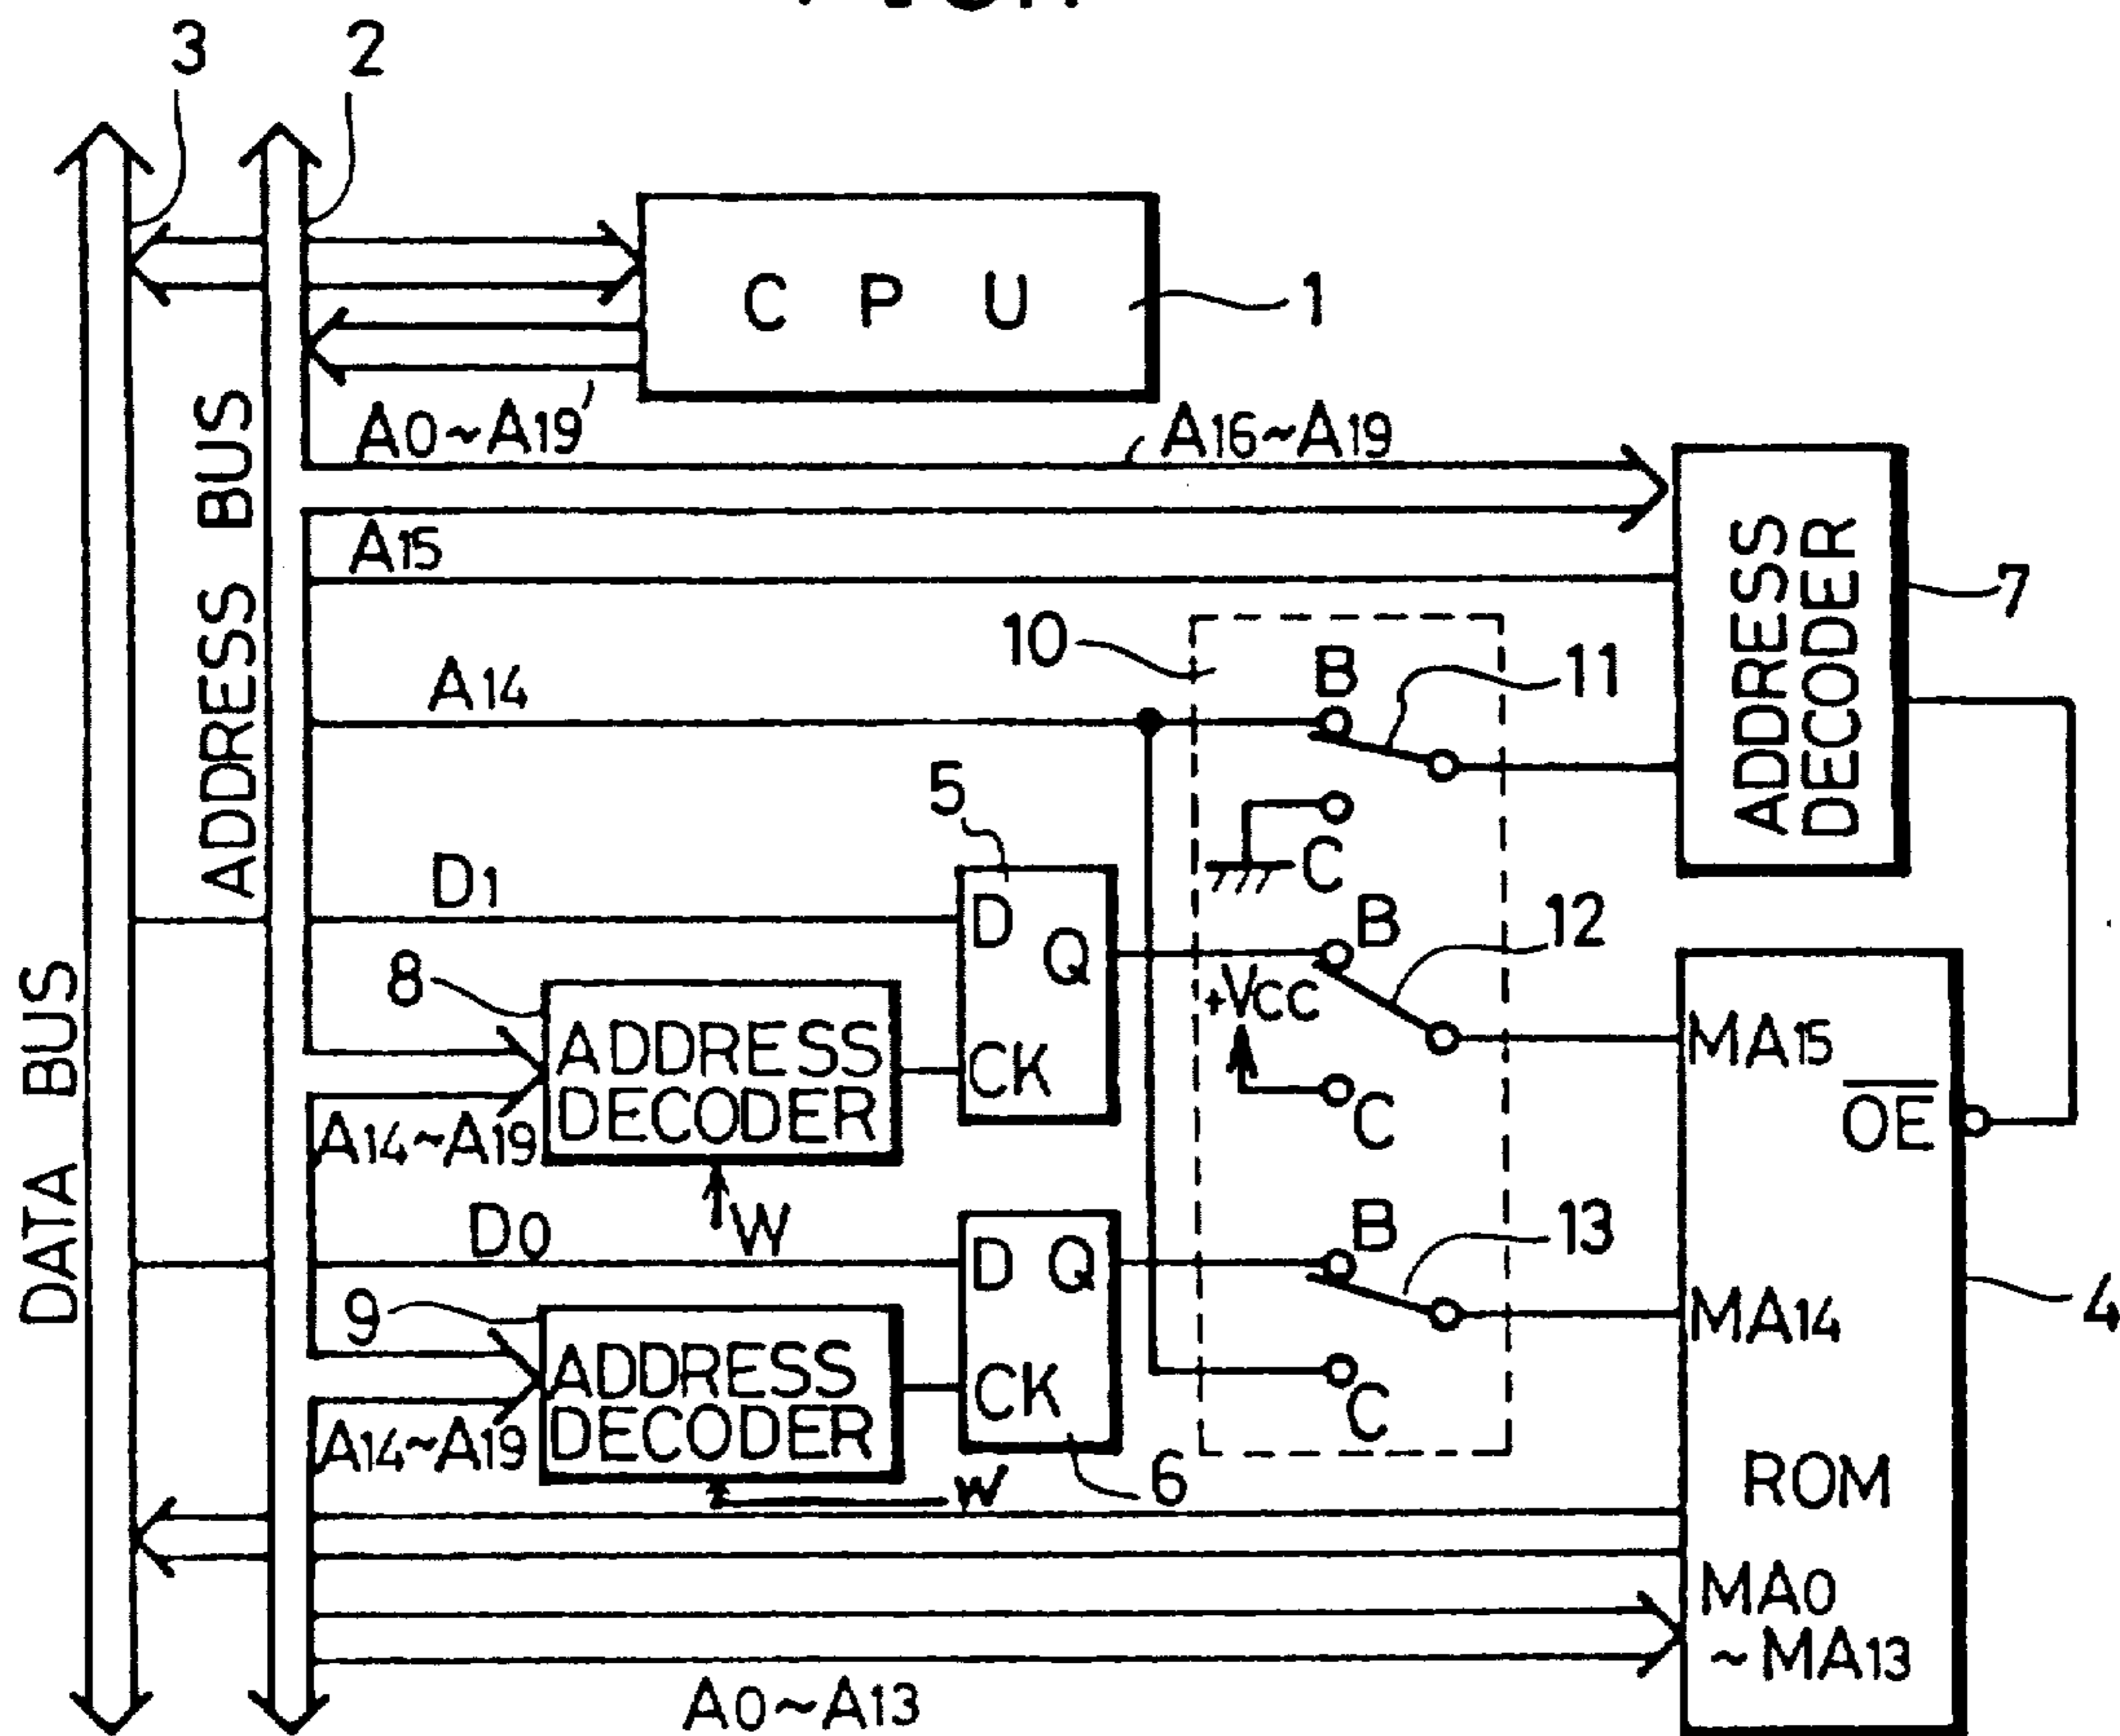 3
2
C P U
1
A0~A19
A16~A19
A15
ADDRESS BUS
ADDRESS DECODER
7
10
B
11
A14
5
C
D1
D
Q
B
12
8
+Vcc
DATA BUS
ADDRESS
DECODER
CK
MA15
OE
C
A14~A19
W
D0
D Q
B
13
4
9
MA14
ADDRESS
DECODER
CK
C
A14~A19
W
6
ROM
MA0
~MA13
A0~A13